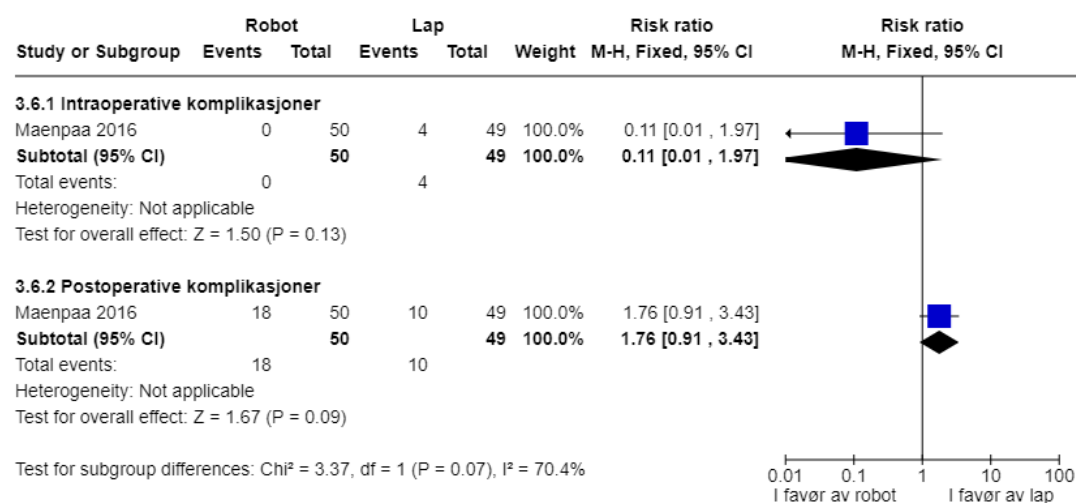 Robot Lap Risk ratio Risk ratio
Study or Subgroup Events Total Events Total Weight M-H, Fixed, 95% CI M-H, Fixed, 95% CI
3.6.1 Intraoperative komplikasjoner
Maenpaa 2016 0 50 4 49 100.0% 0.11 [0.01 , 1.97]
Subtotal (95% CI) 50 49 100.0% 0.11 [0.01 , 1.97]
Total events: 0 4
Heterogeneity: Not applicable
Test for overall effect: Z = 1.50 (P = 0.13)
3.6.2 Postoperative komplikasjoner
Maenpaa 2016 18 50 10 49 100.0% 1.76 [0.91 , 3.43]
Subtotal (95% CI) 50 49 100.0% 1.76 [0.91 , 3.43]
Total events: 18 10
Heterogeneity: Not applicable
Test for overall effect: Z = 1.67 (P = 0.09)
Test for subgroup differences: Chi² = 3.37, df = 1 (P = 0.07), I² = 70.4%
0.01 0.1 1 10 100
I favør av robot I favør av lap